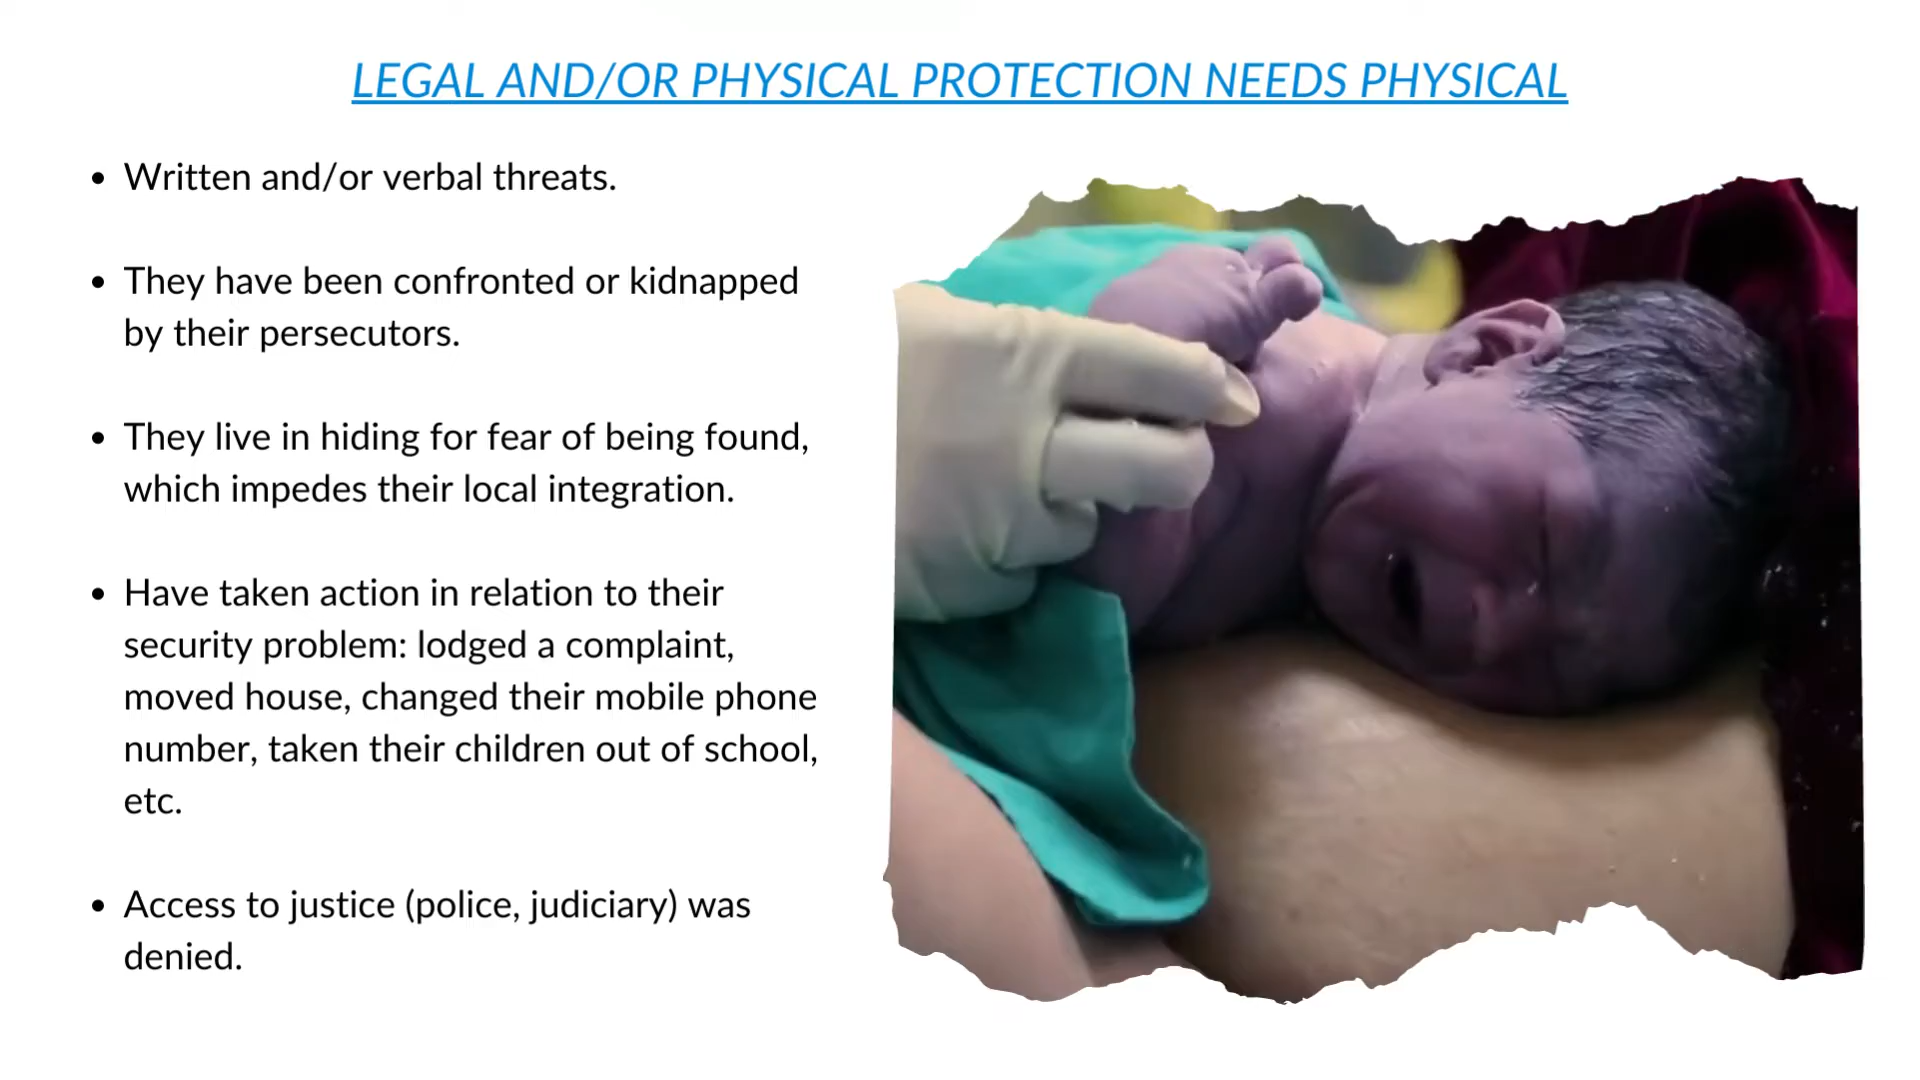 LEGAL AND/OR PHYSICAL PROTECTION NEEDS PHYSICAL
• Written and/or verbal threats.
• They have been confronted or kidnapped
by their persecutors.
• They live in hiding for fear of being found,
which impedes their local integration.
• Have taken action in relation to their
security problem: lodged a complaint,
moved house, changed their mobile phone
number, taken their children out of school,
etc.
• Access to justice (police, judiciary) was
denied.